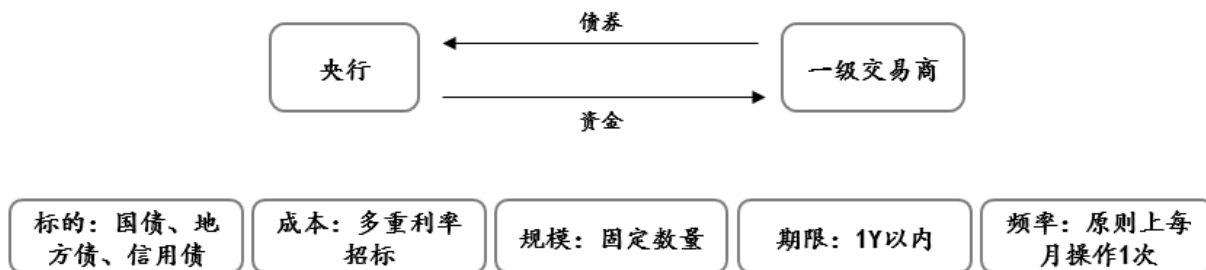 债券
央行
一级交易商
资金
标的：国债、地
方债、信用债
成本：多重利率
招标
规模：固定数量
期限：1Y以内
频率：原则上每
月操作1次